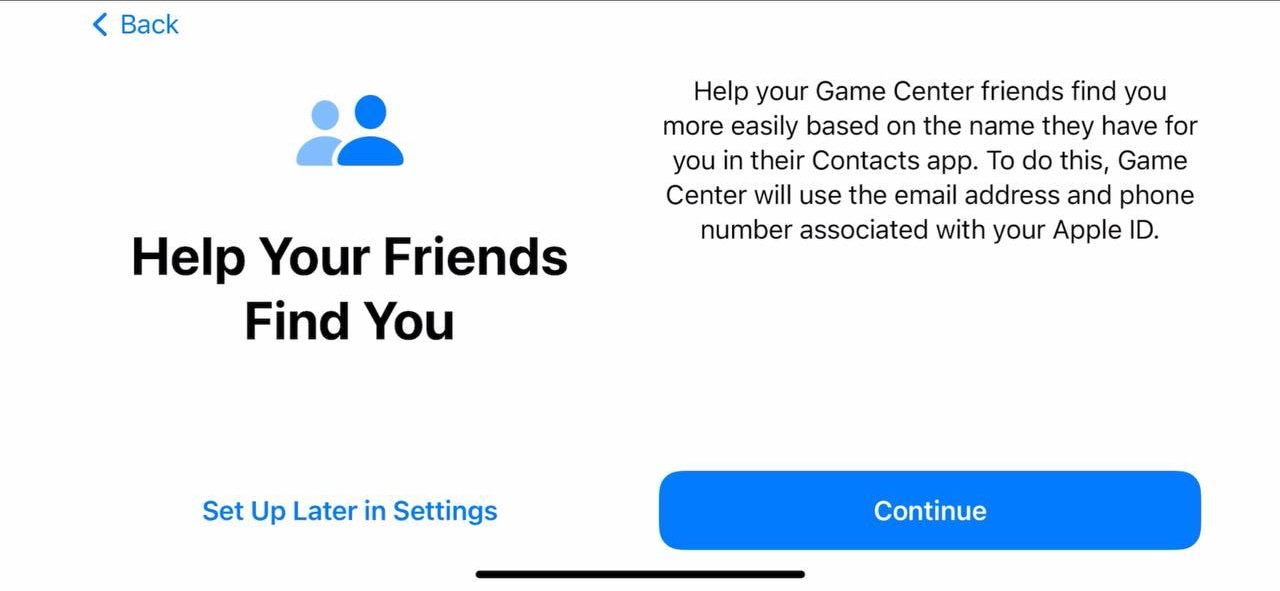 Back
Help Your Friends
Find You
Help your Game Center friends find you
more easily based on the name they have for
you in their Contacts app. To do this, Game
Center will use the email address and phone
number associated with your Apple ID.
Set Up Later in Settings
Continue